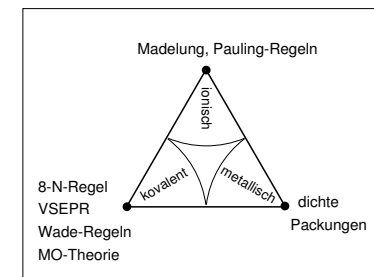 Madelung, Pauling-Regeln
ionisch
kovalent
metallisch
8-N-Regel
VSEPR
Wade-Regeln
MO-Theorie
dichte
Packungen